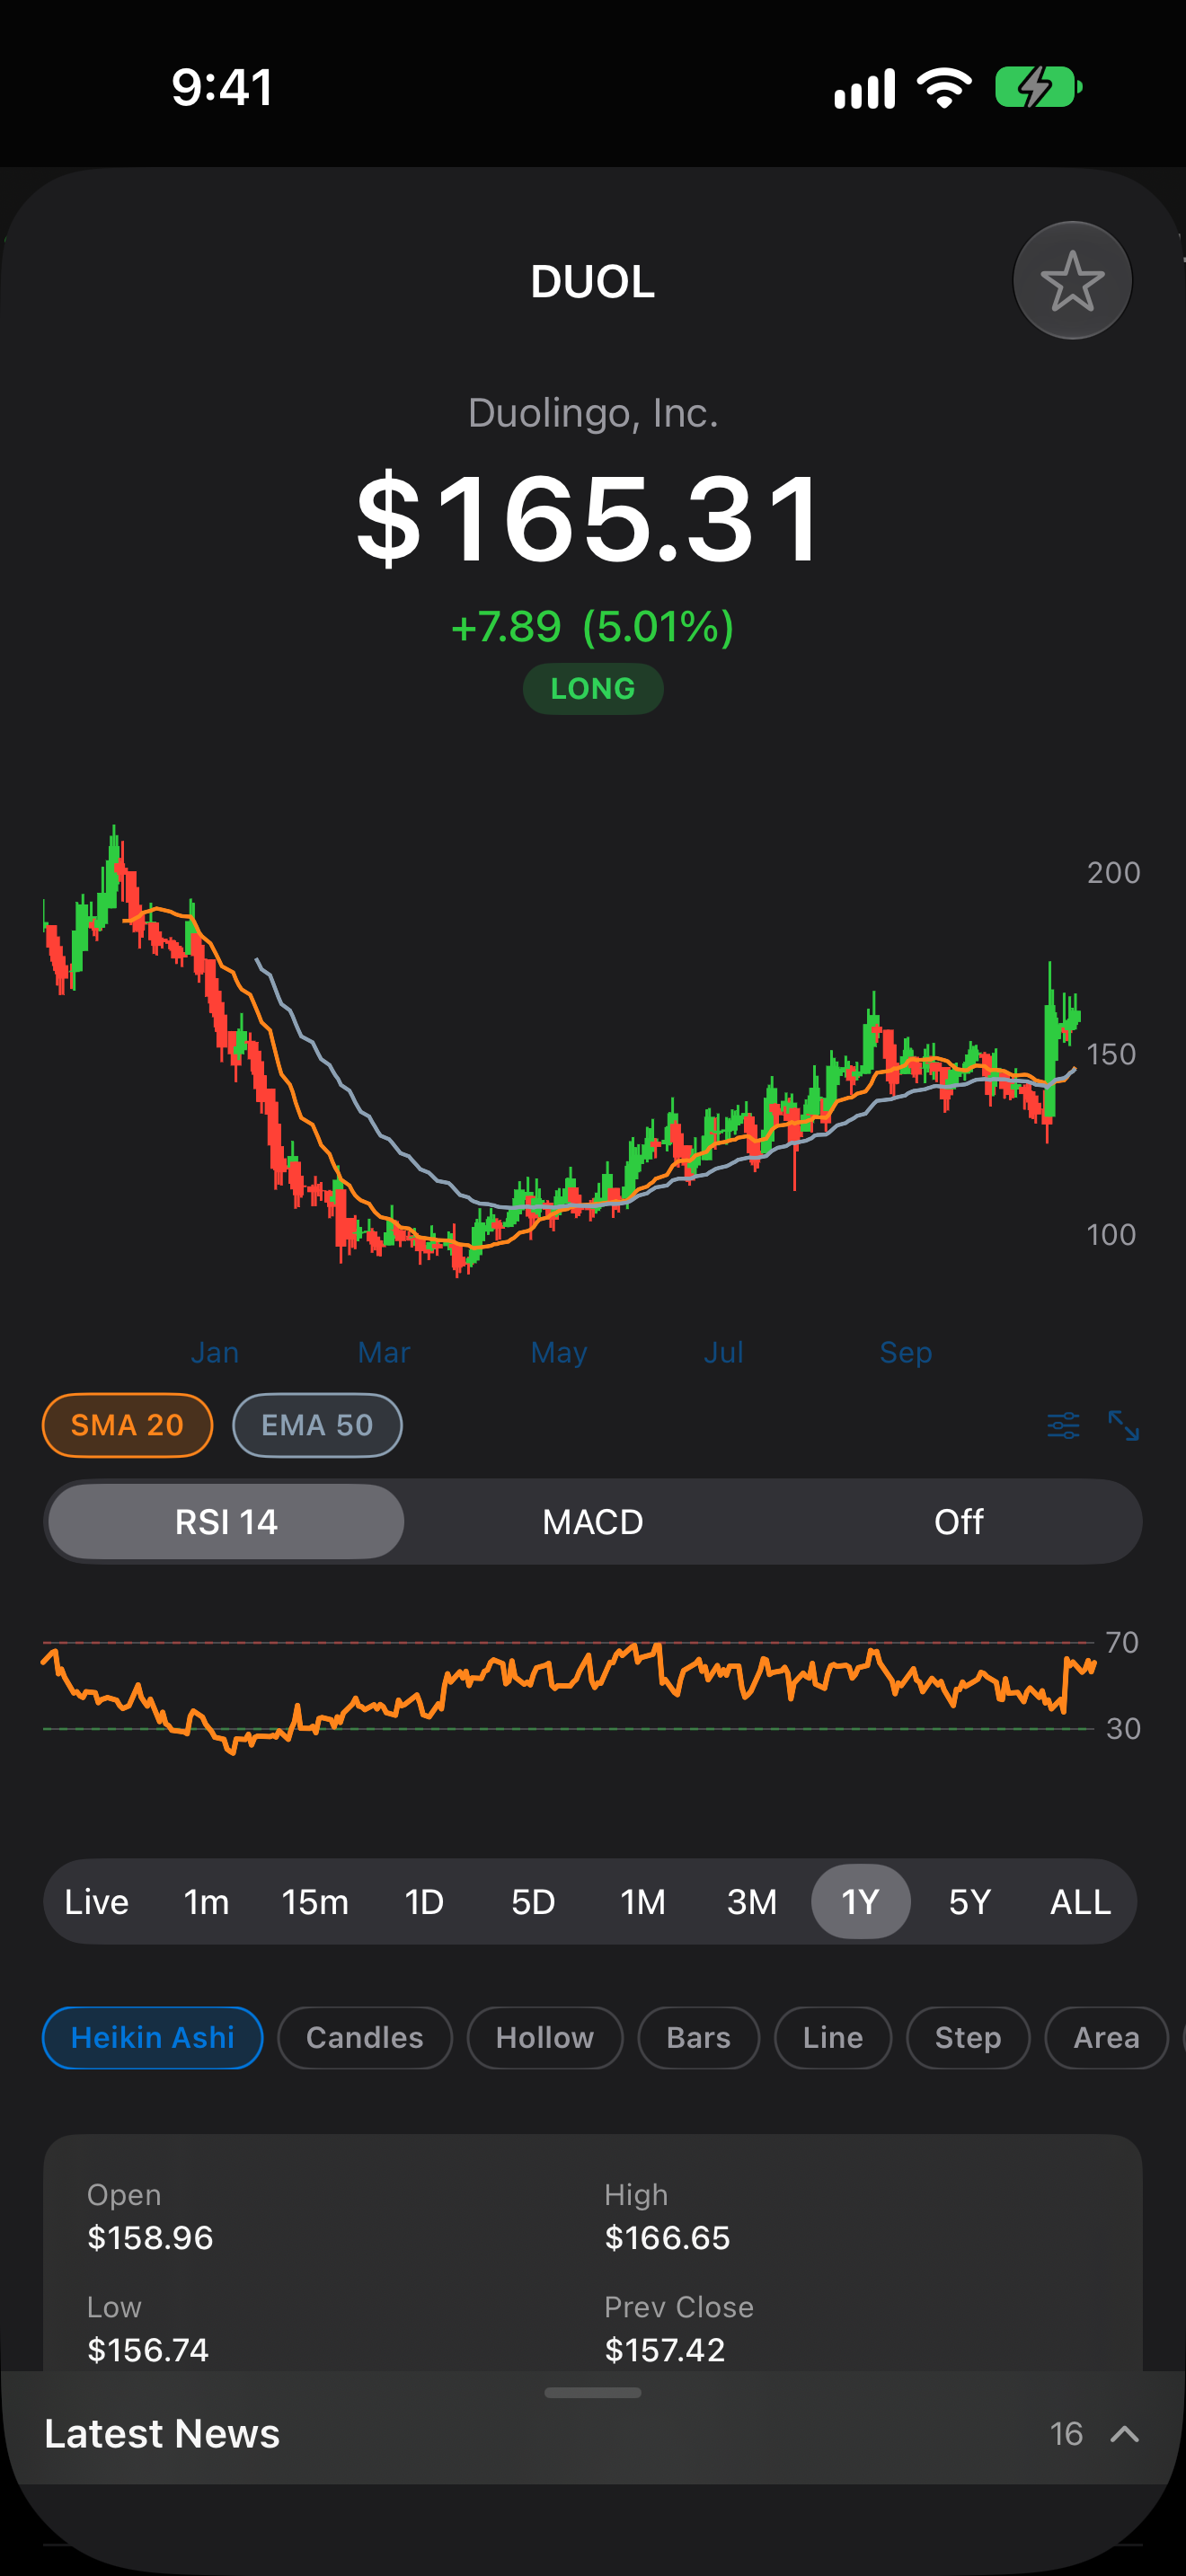 9:41
DUOL
Duolingo, Inc.
$165.31
+7.89 (5.01%)
LONG
200
150
100
Jan Mar May Jul Sep
SMA 20 EMA 50
RSI 14 MACD Off
70
30
Live 1m 15m 1D 5D 1M 3M 1Y 5Y ALL
Heikin Ashi Candles Hollow Bars Line Step Area
Open High
$158.96 $166.65
Low Prev Close
$156.74 $157.42
Latest News 16